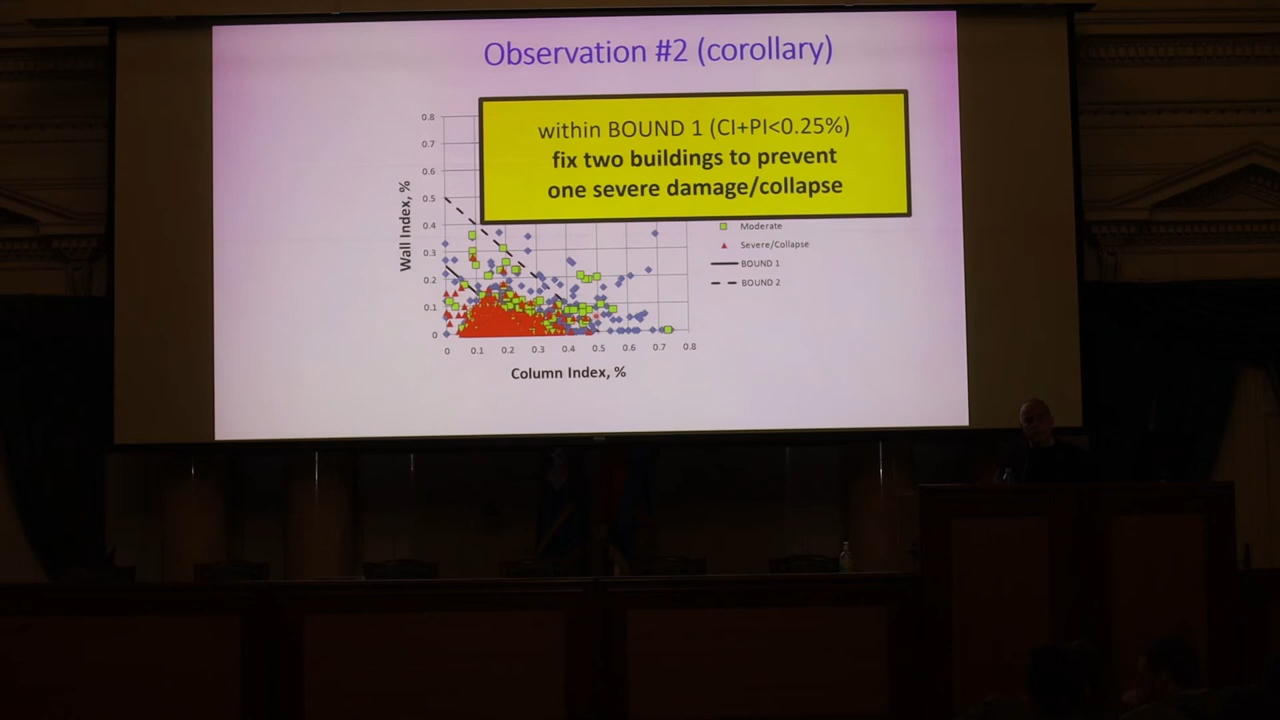 Observation #2 (corollary)
within BOUND 1 (CI+PI<0.25%)
fix two buildings to prevent
one severe damage/collapse
Wall Index, %
0.8
0.7
0.6
0.5
0.4
0.3
0.2
0.1
0
0
0.1
0.2
0.3
0.4
0.5
0.6
0.7
0.8
Column Index, %
Moderate
Severe/Collapse
BOUND 1
BOUND 2